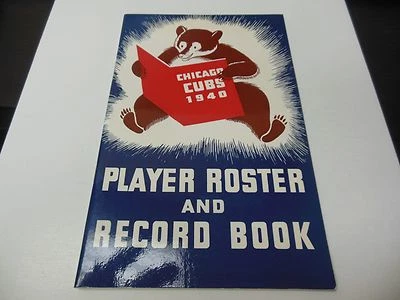 CHICAGO
CUBS
1940
PLAYER ROSTER
AND
RECORD BOOK